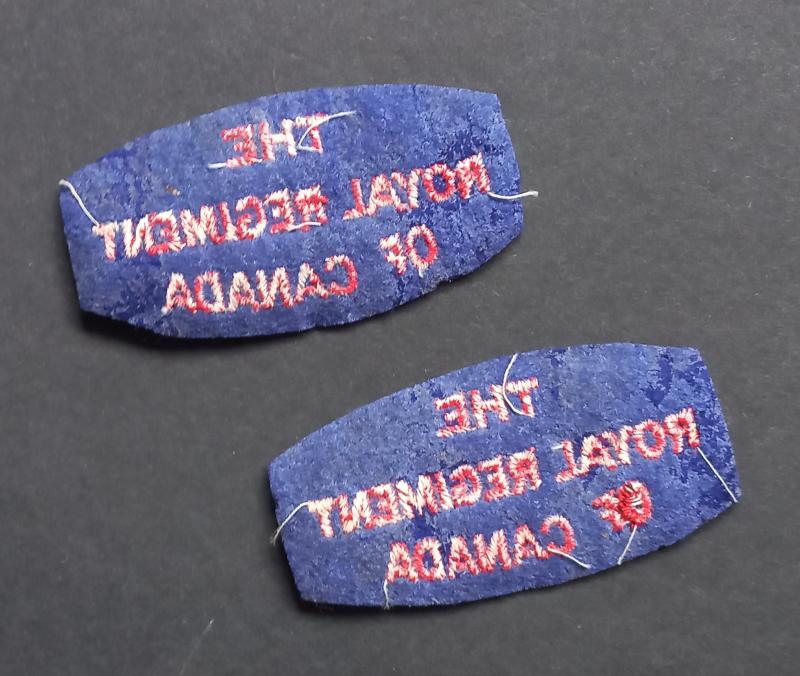 THE
ROYAL REGIMENT
OF CANADA
THE
ROYAL REGIMENT
OF CANADA